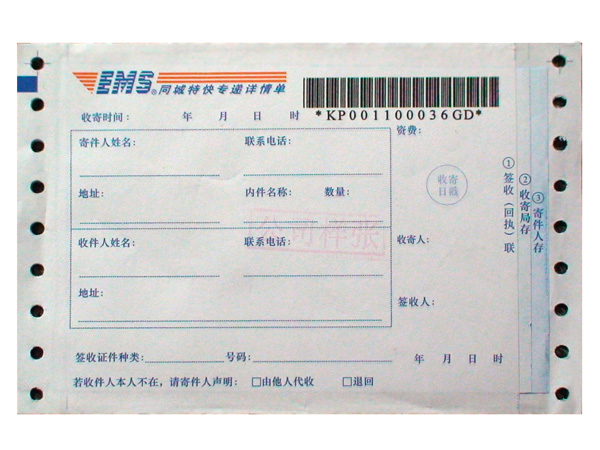 EMS®同城特快专递详情单
*KP001100036GD*
收寄时间： 年 月 日 时
资费：
寄件人姓名： 联系电话：
地址： 内件名称： 数量：
收寄
日戳
公司样张
收件人姓名： 联系电话：
收寄人：
地址：
签收人：
签收证件种类： 号码： 年 月 日 时
若收件人本人不在，请寄件人声明： □由他人代收 □退回
①签收（回执）联
②收寄局存
③寄件人存